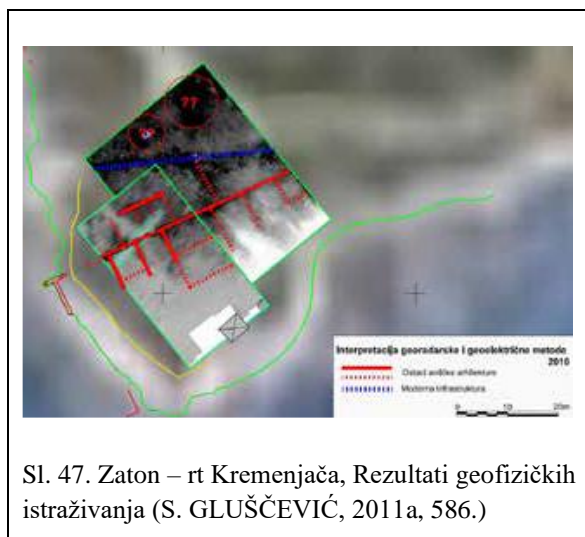 ??
Interpretacija georadarske i geoelektrične metode
2010
Ostaci antičke arhitekture
Moderna infrastruktura
0 10 20m
Sl. 47. Zaton – rt Kremenjača, Rezultati geofizičkih
istraživanja (S. GLUŠČEVIĆ, 2011a, 586.)